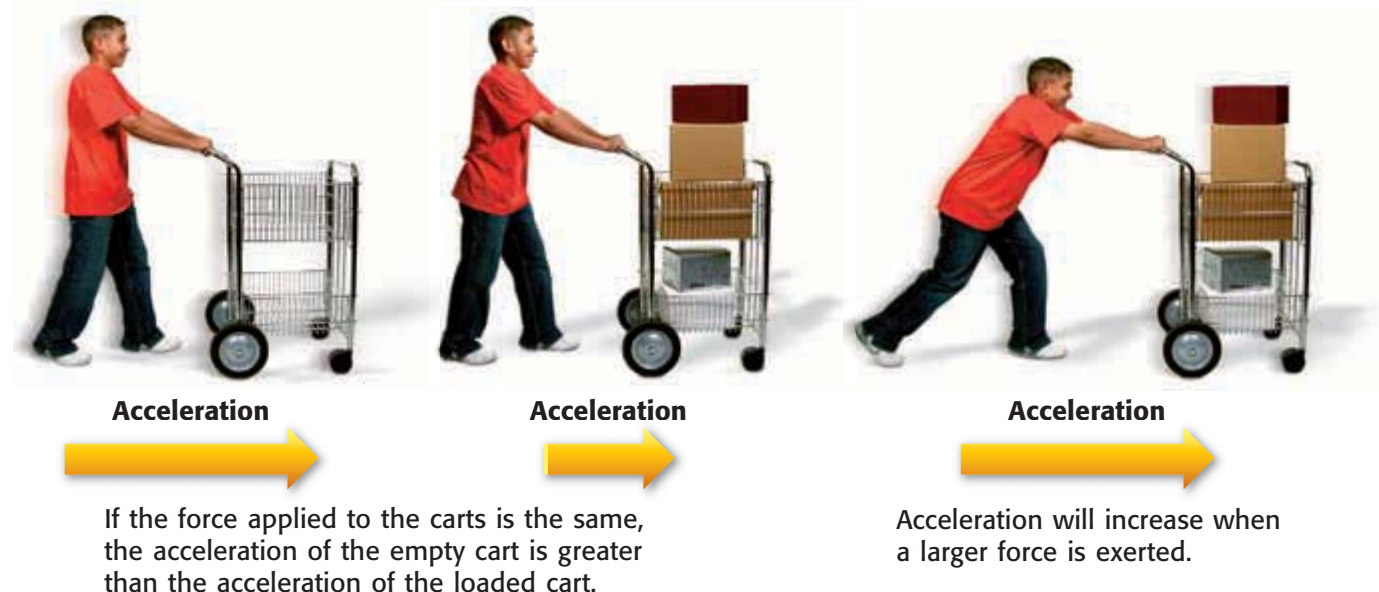 Acceleration
Acceleration
Acceleration
If the force applied to the carts is the same,
the acceleration of the empty cart is greater
than the acceleration of the loaded cart.
Acceleration will increase when
a larger force is exerted.